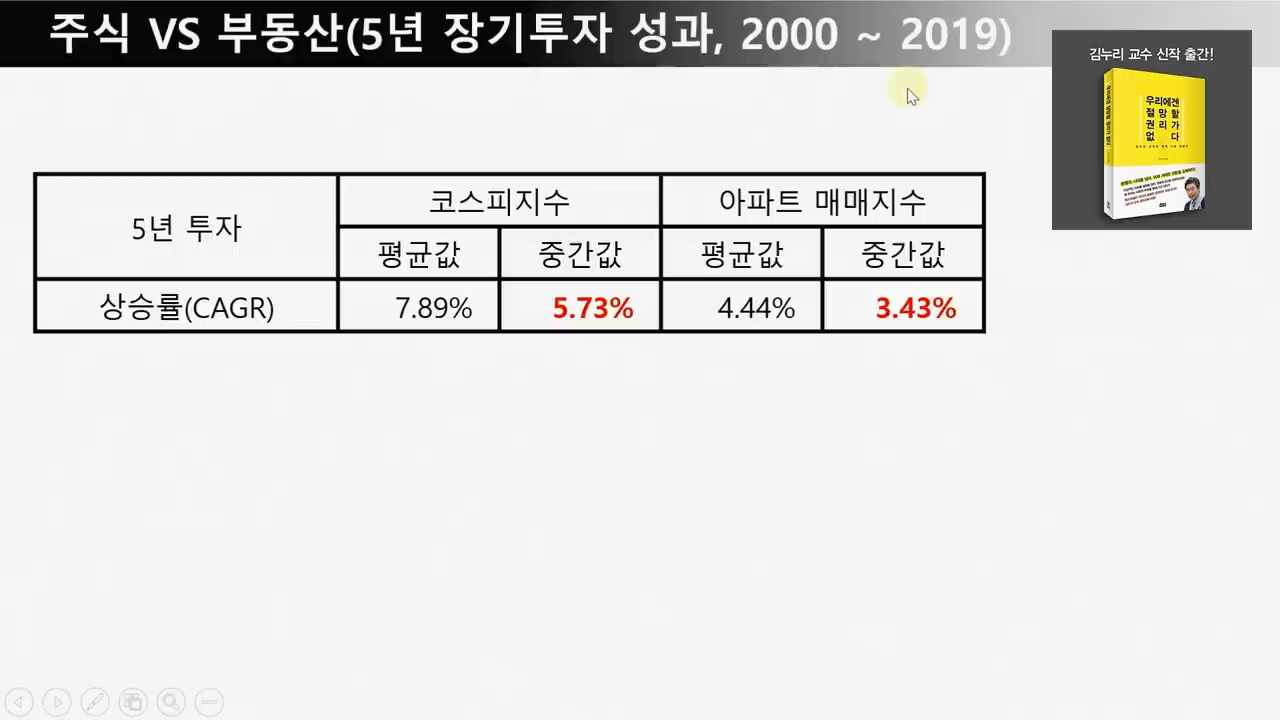 주식 VS 부동산(5년 장기투자 성과, 2000 ~ 2019)
김누리 교수 신작 출간!
우리에겐
절망할
권리가
없다
5년 투자
코스피지수
아파트 매매지수
평균값
중간값
평균값
중간값
상승률(CAGR)
7.89%
5.73%
4.44%
3.43%